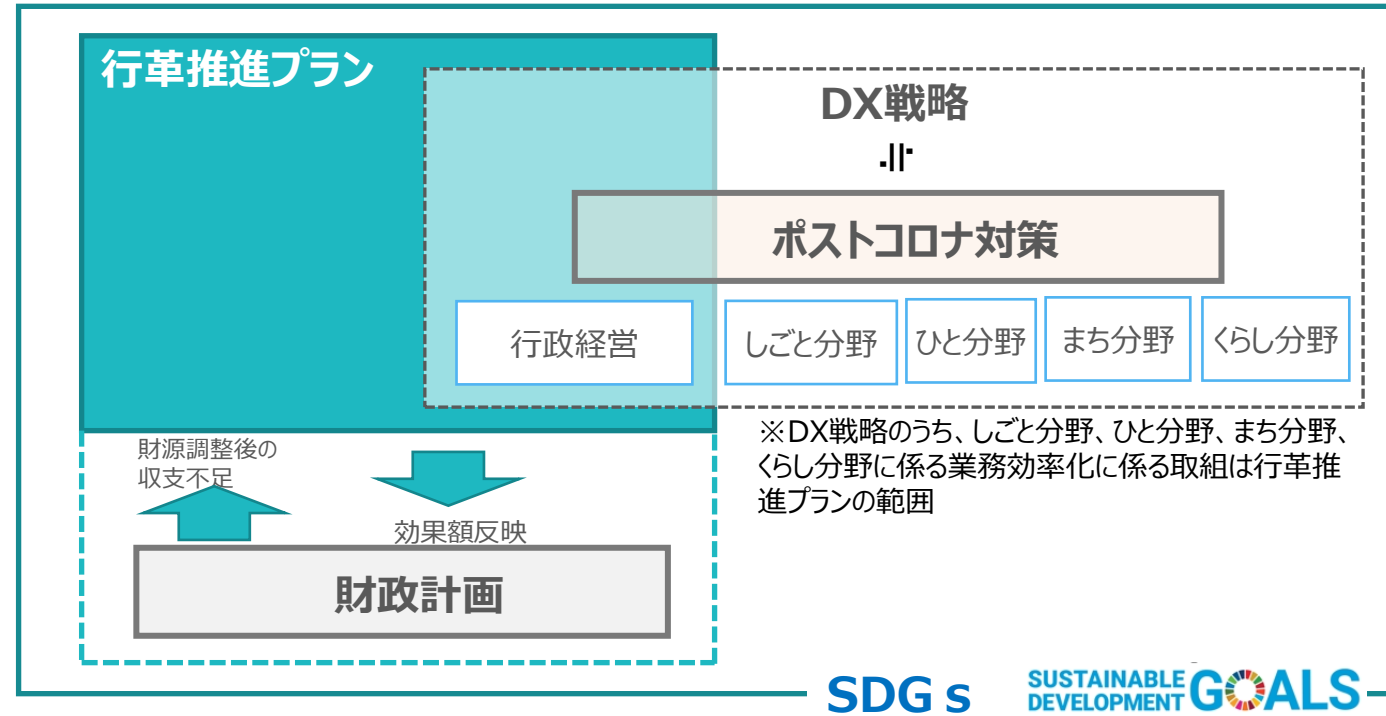 行革推進プラン
DX戦略
≒
ポストコロナ対策
行政経営
しごと分野
ひと分野
まち分野
くらし分野
※DX戦略のうち、しごと分野、ひと分野、まち分野、
くらし分野に係る業務効率化に係る取組は行革推
進プランの範囲
財源調整後の
収支不足
効果額反映
財政計画
SDGs
SUSTAINABLE
DEVELOPMENT
GOALS